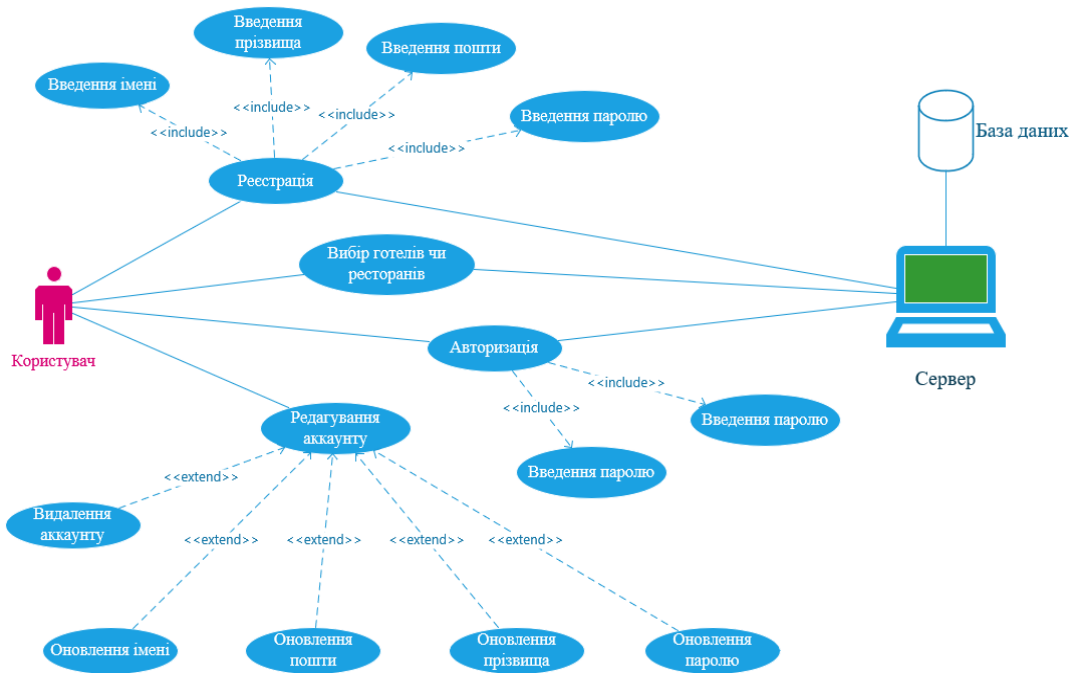 Введення
прізвища
Введення пошти
Введення імені
<<include>>
<<include>>
<<include>>
<<include>>
Введення паролю
База даних
Реєстрація
Вибір готелів чи
ресторанів
Користувач
Авторизація
Сервер
<<include>>
<<include>>
Введення паролю
Введення паролю
Редагування
аккаунту
<<extend>>
Видалення
аккаунту
<<extend>>
<<extend>>
<<extend>>
<<extend>>
Оновлення імені
Оновлення
пошти
Оновлення
прізвища
Оновлення
паролю